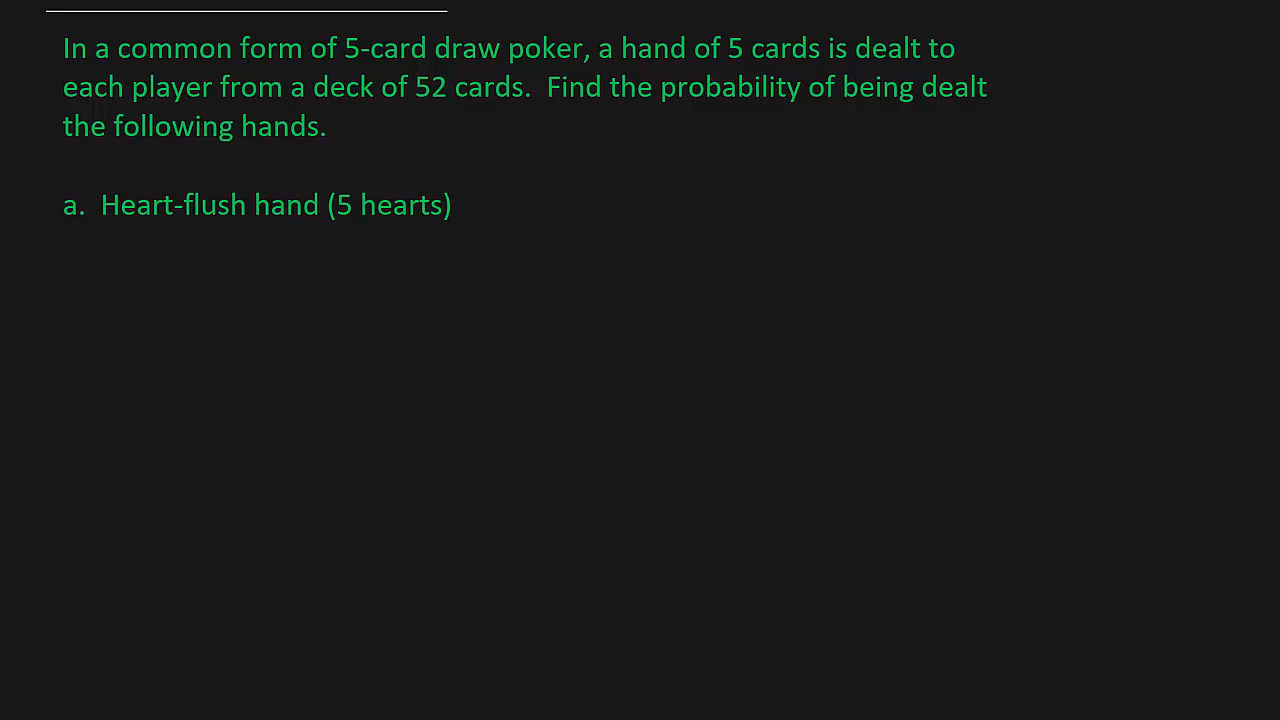 In a common form of 5-card draw poker, a hand of 5 cards is dealt to
each player from a deck of 52 cards.  Find the probability of being dealt
the following hands.
a.  Heart-flush hand (5 hearts)